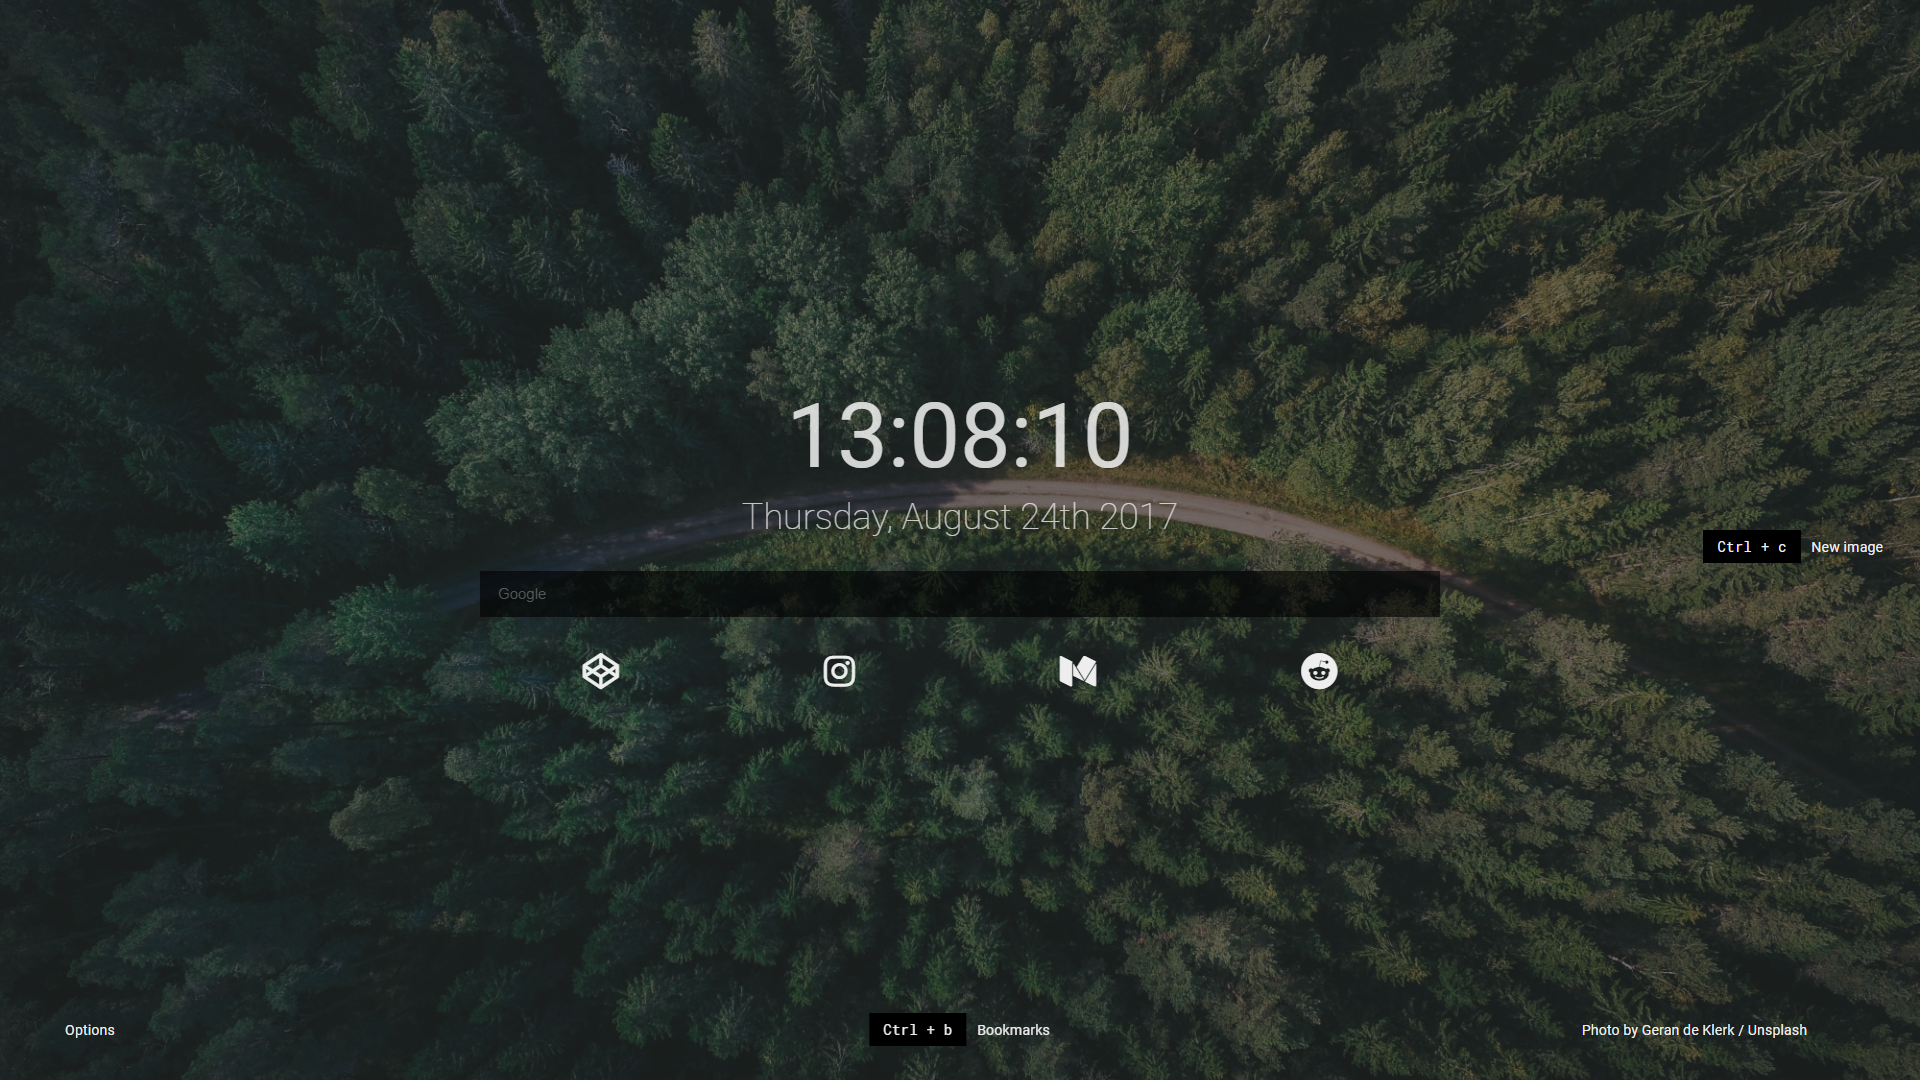 13:08:10
Thursday, August 24th 2017
Ctrl + c New image
Google
Options
Ctrl + b Bookmarks
Photo by Geran de Klerk / Unsplash